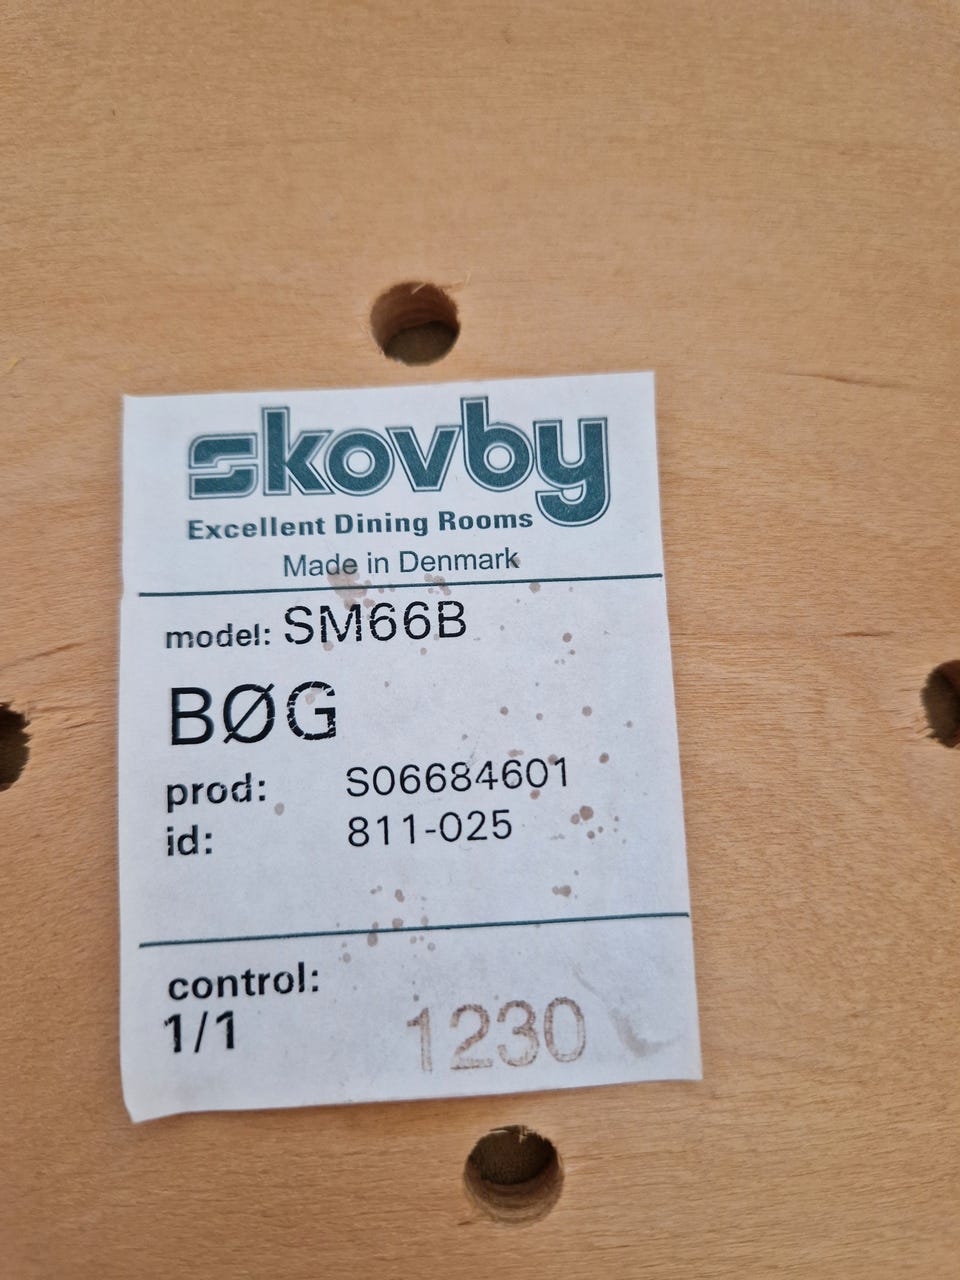 skovby
Excellent Dining Rooms
Made in Denmark
model: SM66B
BØG
prod: S06684601
id: 811-025
control:
1/1 1230